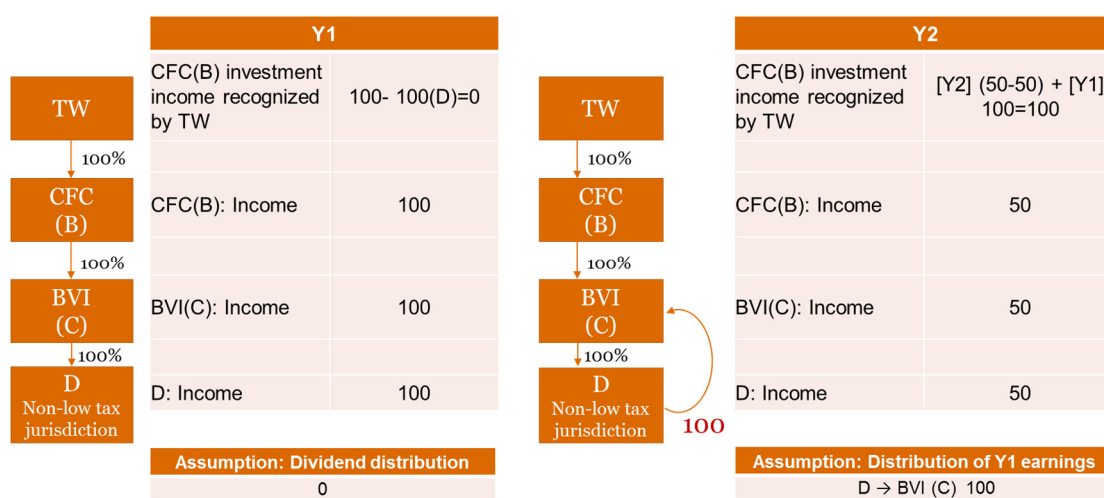 Y1
TW
CFC(B) investment
income recognized
by TW
100- 100(D)=0
100%
CFC
(B)
CFC(B): Income
100
100%
BVI
(C)
BVI(C): Income
100
100%
D
Non-low tax
jurisdiction
D: Income
100
Assumption: Dividend distribution
0
Y2
TW
CFC(B) investment
income recognized
by TW
[Y2] (50-50) + [Y1]
100=100
100%
CFC
(B)
CFC(B): Income
50
100%
BVI
(C)
BVI(C): Income
50
100%
D
Non-low tax
jurisdiction
100
D: Income
50
Assumption: Distribution of Y1 earnings
D → BVI (C) 100